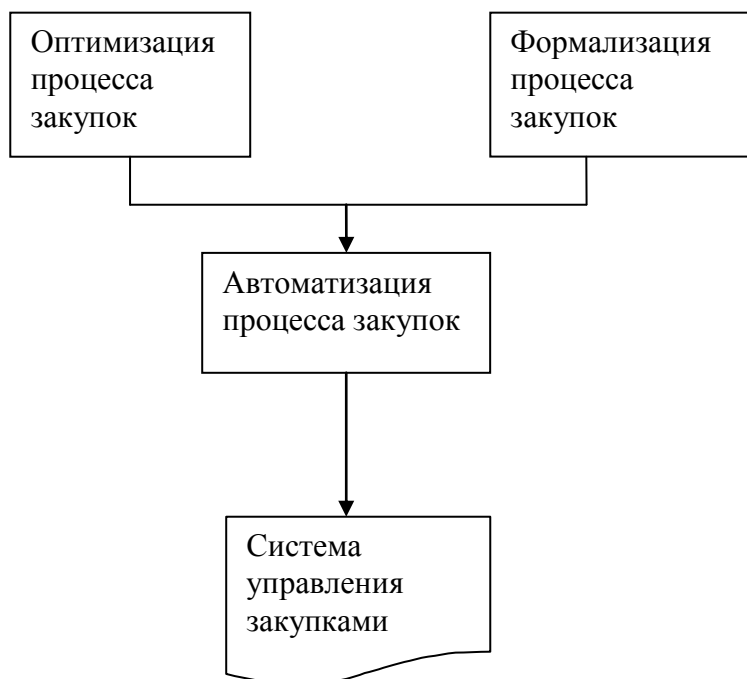 Оптимизация
процесса
закупок
Формализация
процесса
закупок
Автоматизация
процесса закупок
Система
управления
закупками